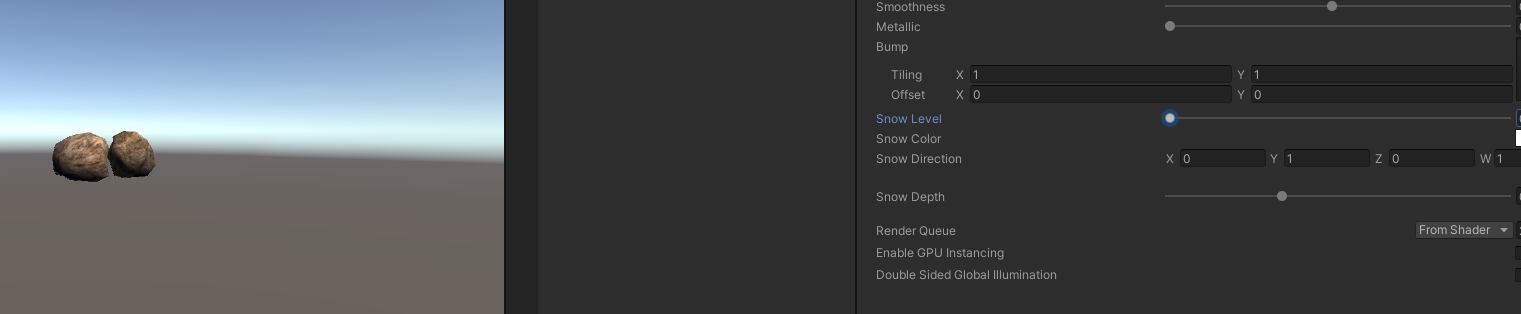 Smoothness
Metallic
Bump
Tiling X 1 Y 1
Offset X 0 Y 0
Snow Level
Snow Color
Snow Direction X 0 Y 1 Z 0 W 1
Snow Depth
Render Queue From Shader
Enable GPU Instancing
Double Sided Global Illumination